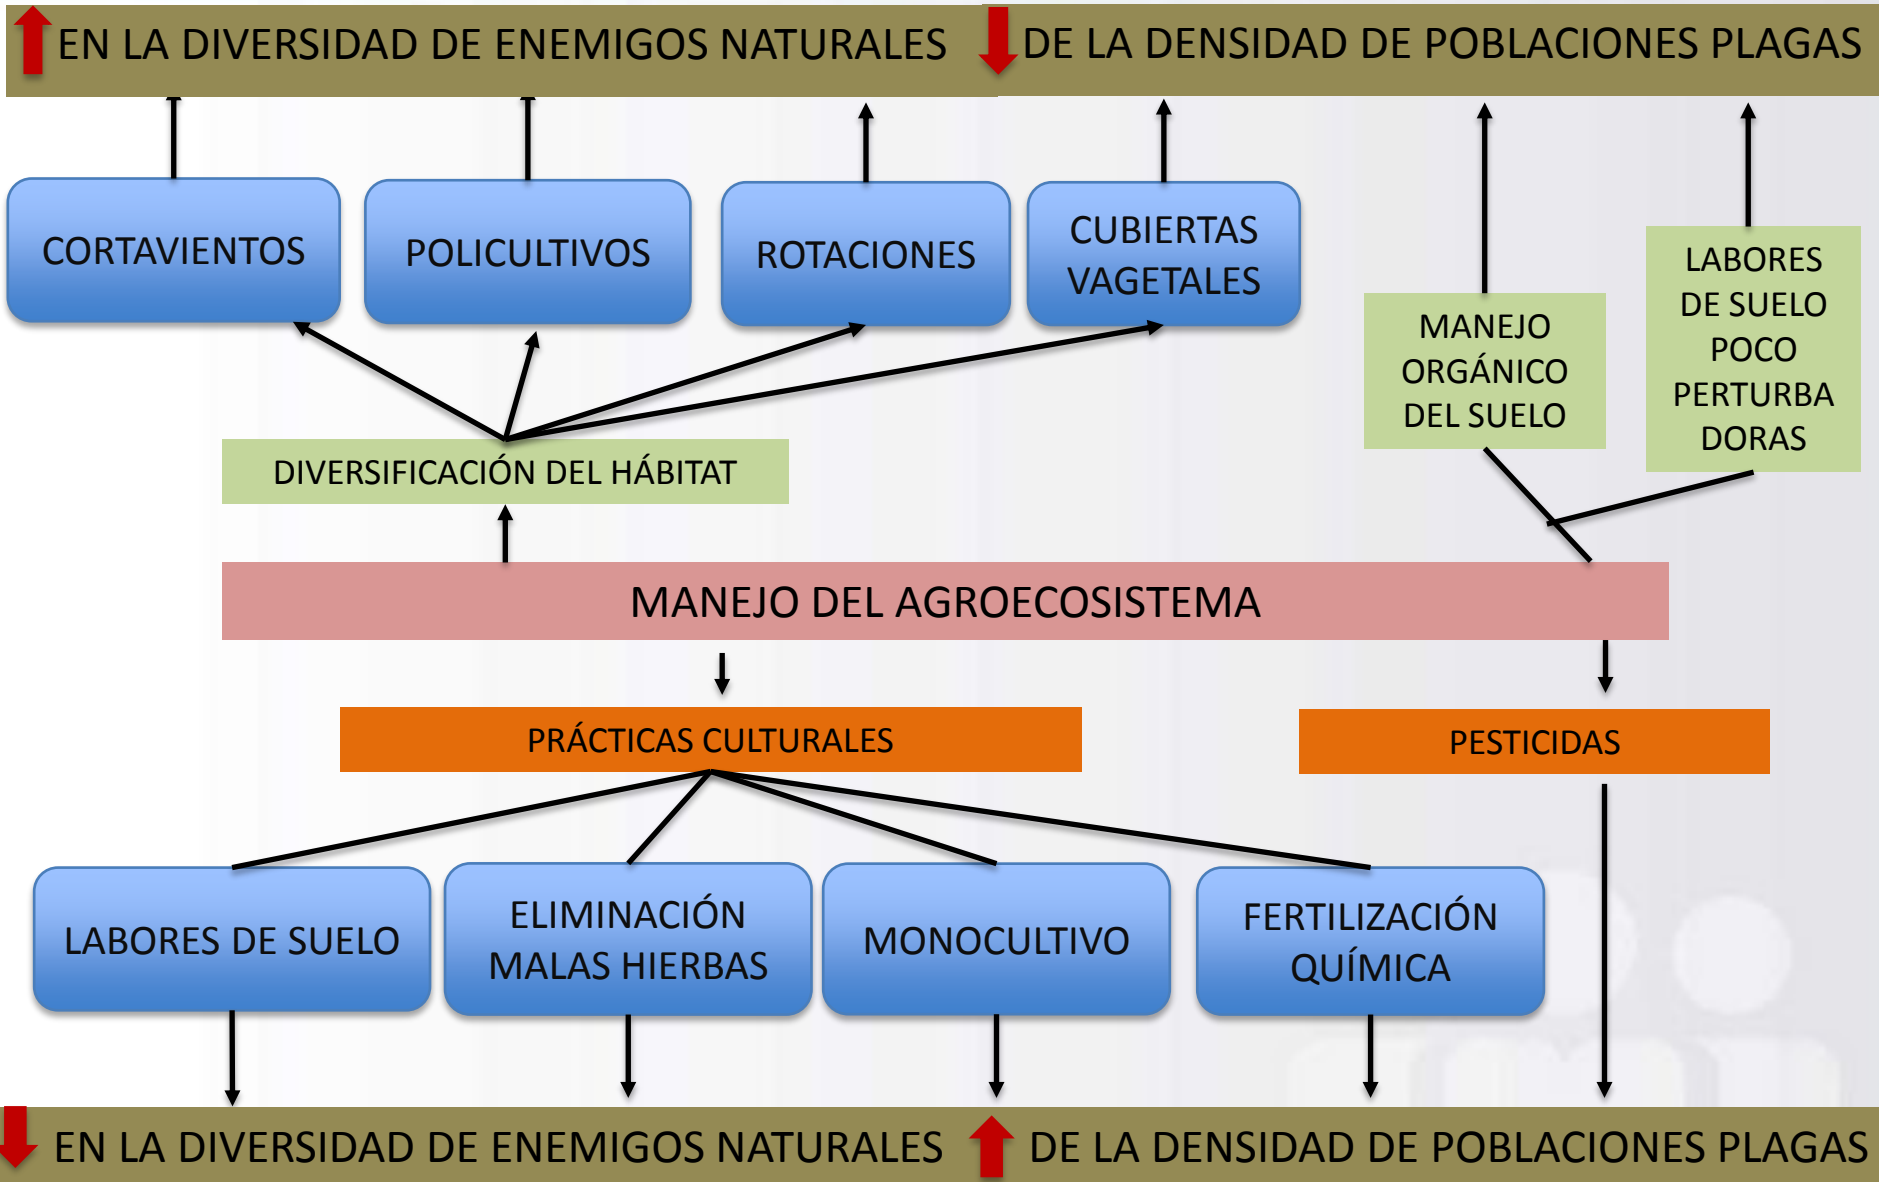 EN LA DIVERSIDAD DE ENEMIGOS NATURALES
DE LA DENSIDAD DE POBLACIONES PLAGAS
CORTAVIENTOS
POLICULTIVOS
ROTACIONES
CUBIERTAS
VAGETALES
LABORES
DE SUELO
POCO
PERTURBA
DORAS
MANEJO
ORGÁNICO
DEL SUELO
DIVERSIFICACIÓN DEL HÁBITAT
MANEJO DEL AGROECOSISTEMA
PRÁCTICAS CULTURALES
PESTICIDAS
LABORES DE SUELO
ELIMINACIÓN
MALAS HIERBAS
MONOCULTIVO
FERTILIZACIÓN
QUÍMICA
EN LA DIVERSIDAD DE ENEMIGOS NATURALES
DE LA DENSIDAD DE POBLACIONES PLAGAS